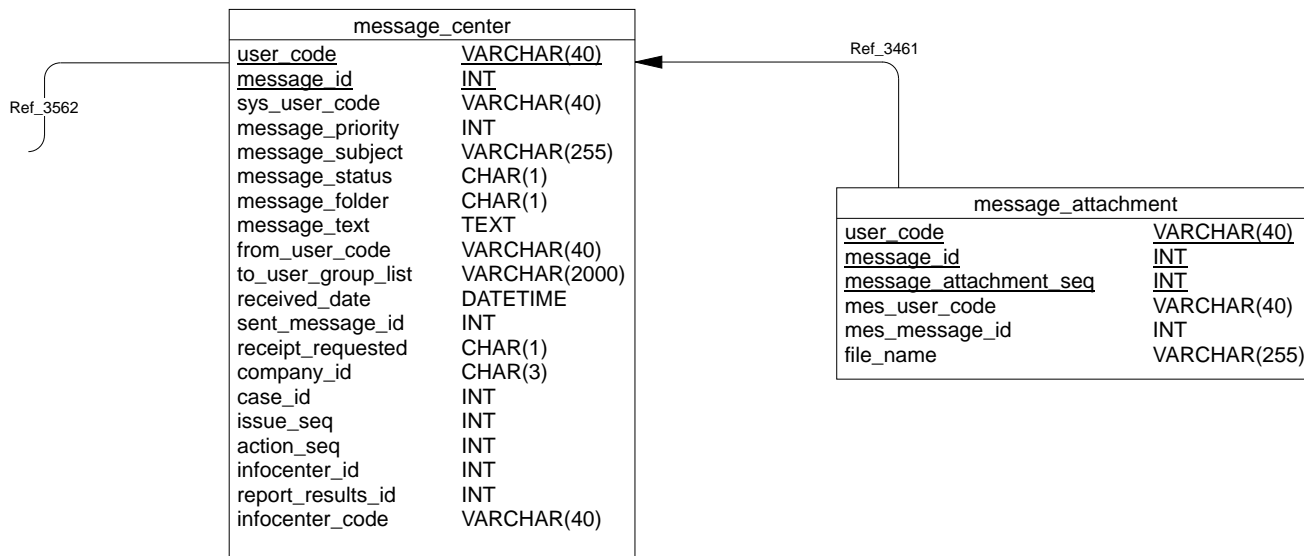 message_center
user_code VARCHAR(40)
message_id INT
sys_user_code VARCHAR(40)
message_priority INT
message_subject VARCHAR(255)
message_status CHAR(1)
message_folder CHAR(1)
message_text TEXT
from_user_code VARCHAR(40)
to_user_group_list VARCHAR(2000)
received_date DATETIME
sent_message_id INT
receipt_requested CHAR(1)
company_id CHAR(3)
case_id INT
issue_seq INT
action_seq INT
infocenter_id INT
report_results_id INT
infocenter_code VARCHAR(40)
Ref_3562
Ref_3461
message_attachment
user_code VARCHAR(40)
message_id INT
message_attachment_seq INT
mes_user_code VARCHAR(40)
mes_message_id INT
file_name VARCHAR(255)